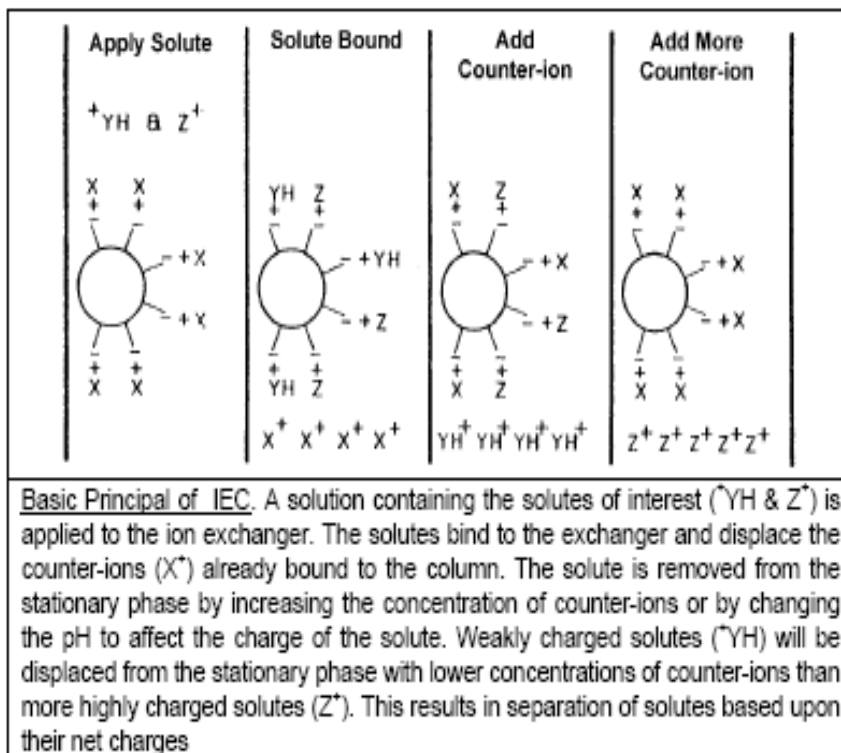 Apply Solute
⁺YH & Z⁺
X X
+ +
- -
- + X
- + X
- -
+ +
X X
Solute Bound
YH Z
+ +
- -
- + YH
- + Z
- -
+ +
YH Z
X⁺ X⁺ X⁺ X⁺
Add
Counter-ion
X Z
+ +
- -
- + X
- + Z
- -
+ +
X Z
YH⁺ YH⁺ YH⁺ YH⁺
Add More
Counter-ion
X X
+ +
- -
- + X
- + X
- -
+ +
X X
Z⁺ Z⁺ Z⁺ Z⁺ Z⁺
Basic Principal of IEC. A solution containing the solutes of interest (⁺YH & Z⁺) is
applied to the ion exchanger. The solutes bind to the exchanger and displace the
counter-ions (X⁺) already bound to the column. The solute is removed from the
stationary phase by increasing the concentration of counter-ions or by changing
the pH to affect the charge of the solute. Weakly charged solutes (⁺YH) will be
displaced from the stationary phase with lower concentrations of counter-ions than
more highly charged solutes (Z⁺). This results in separation of solutes based upon
their net charges